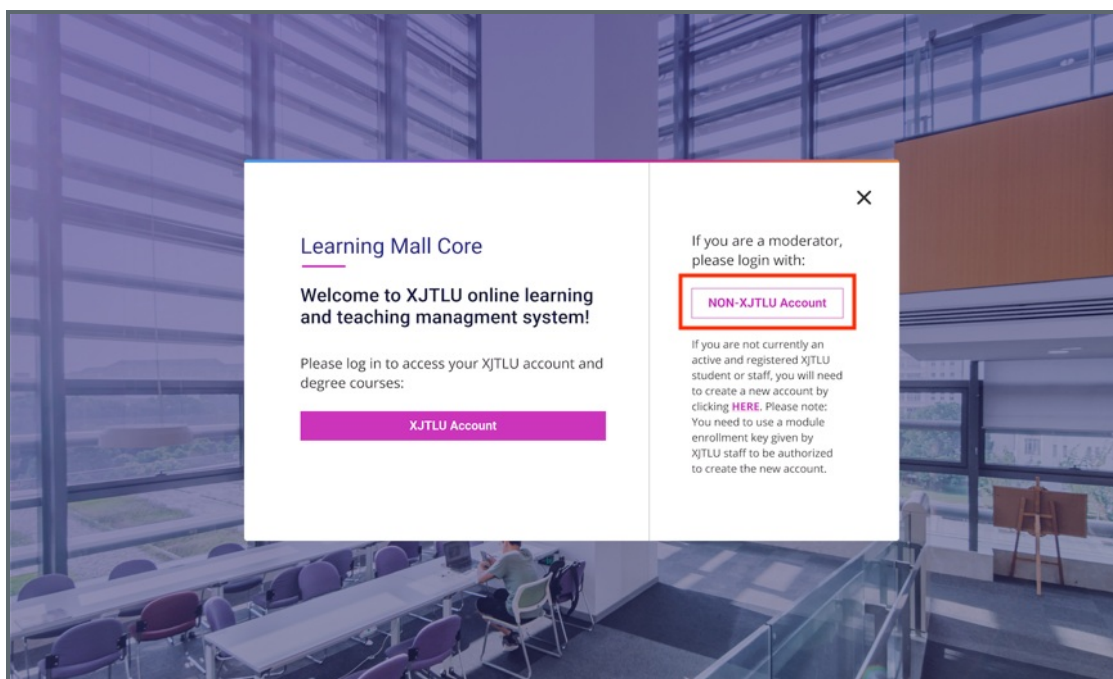 Learning Mall Core
Welcome to XJTLU online learning
and teaching managment system!
Please log in to access your XJTLU account and
degree courses:
XJTLU Account
If you are a moderator,
please login with:
NON-XJTLU Account
If you are not currently an
active and registered XJTLU
student or staff, you will need
to create a new account by
clicking HERE. Please note:
You need to use a module
enrollment key given by
XJTLU staff to be authorized
to create the new account.